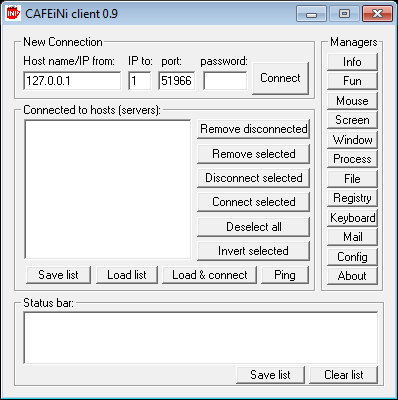 CAFEiNi client 0.9
New Connection
Host name/IP from: IP to: port: password:
127.0.0.1 1 51966 Connect
Connected to hosts (servers):
Remove disconnected
Remove selected
Disconnect selected
Connect selected
Deselect all
Invert selected
Save list Load list Load & connect Ping
Managers
Info
Fun
Mouse
Screen
Window
Process
File
Registry
Keyboard
Mail
Config
About
Status bar:
Save list Clear list